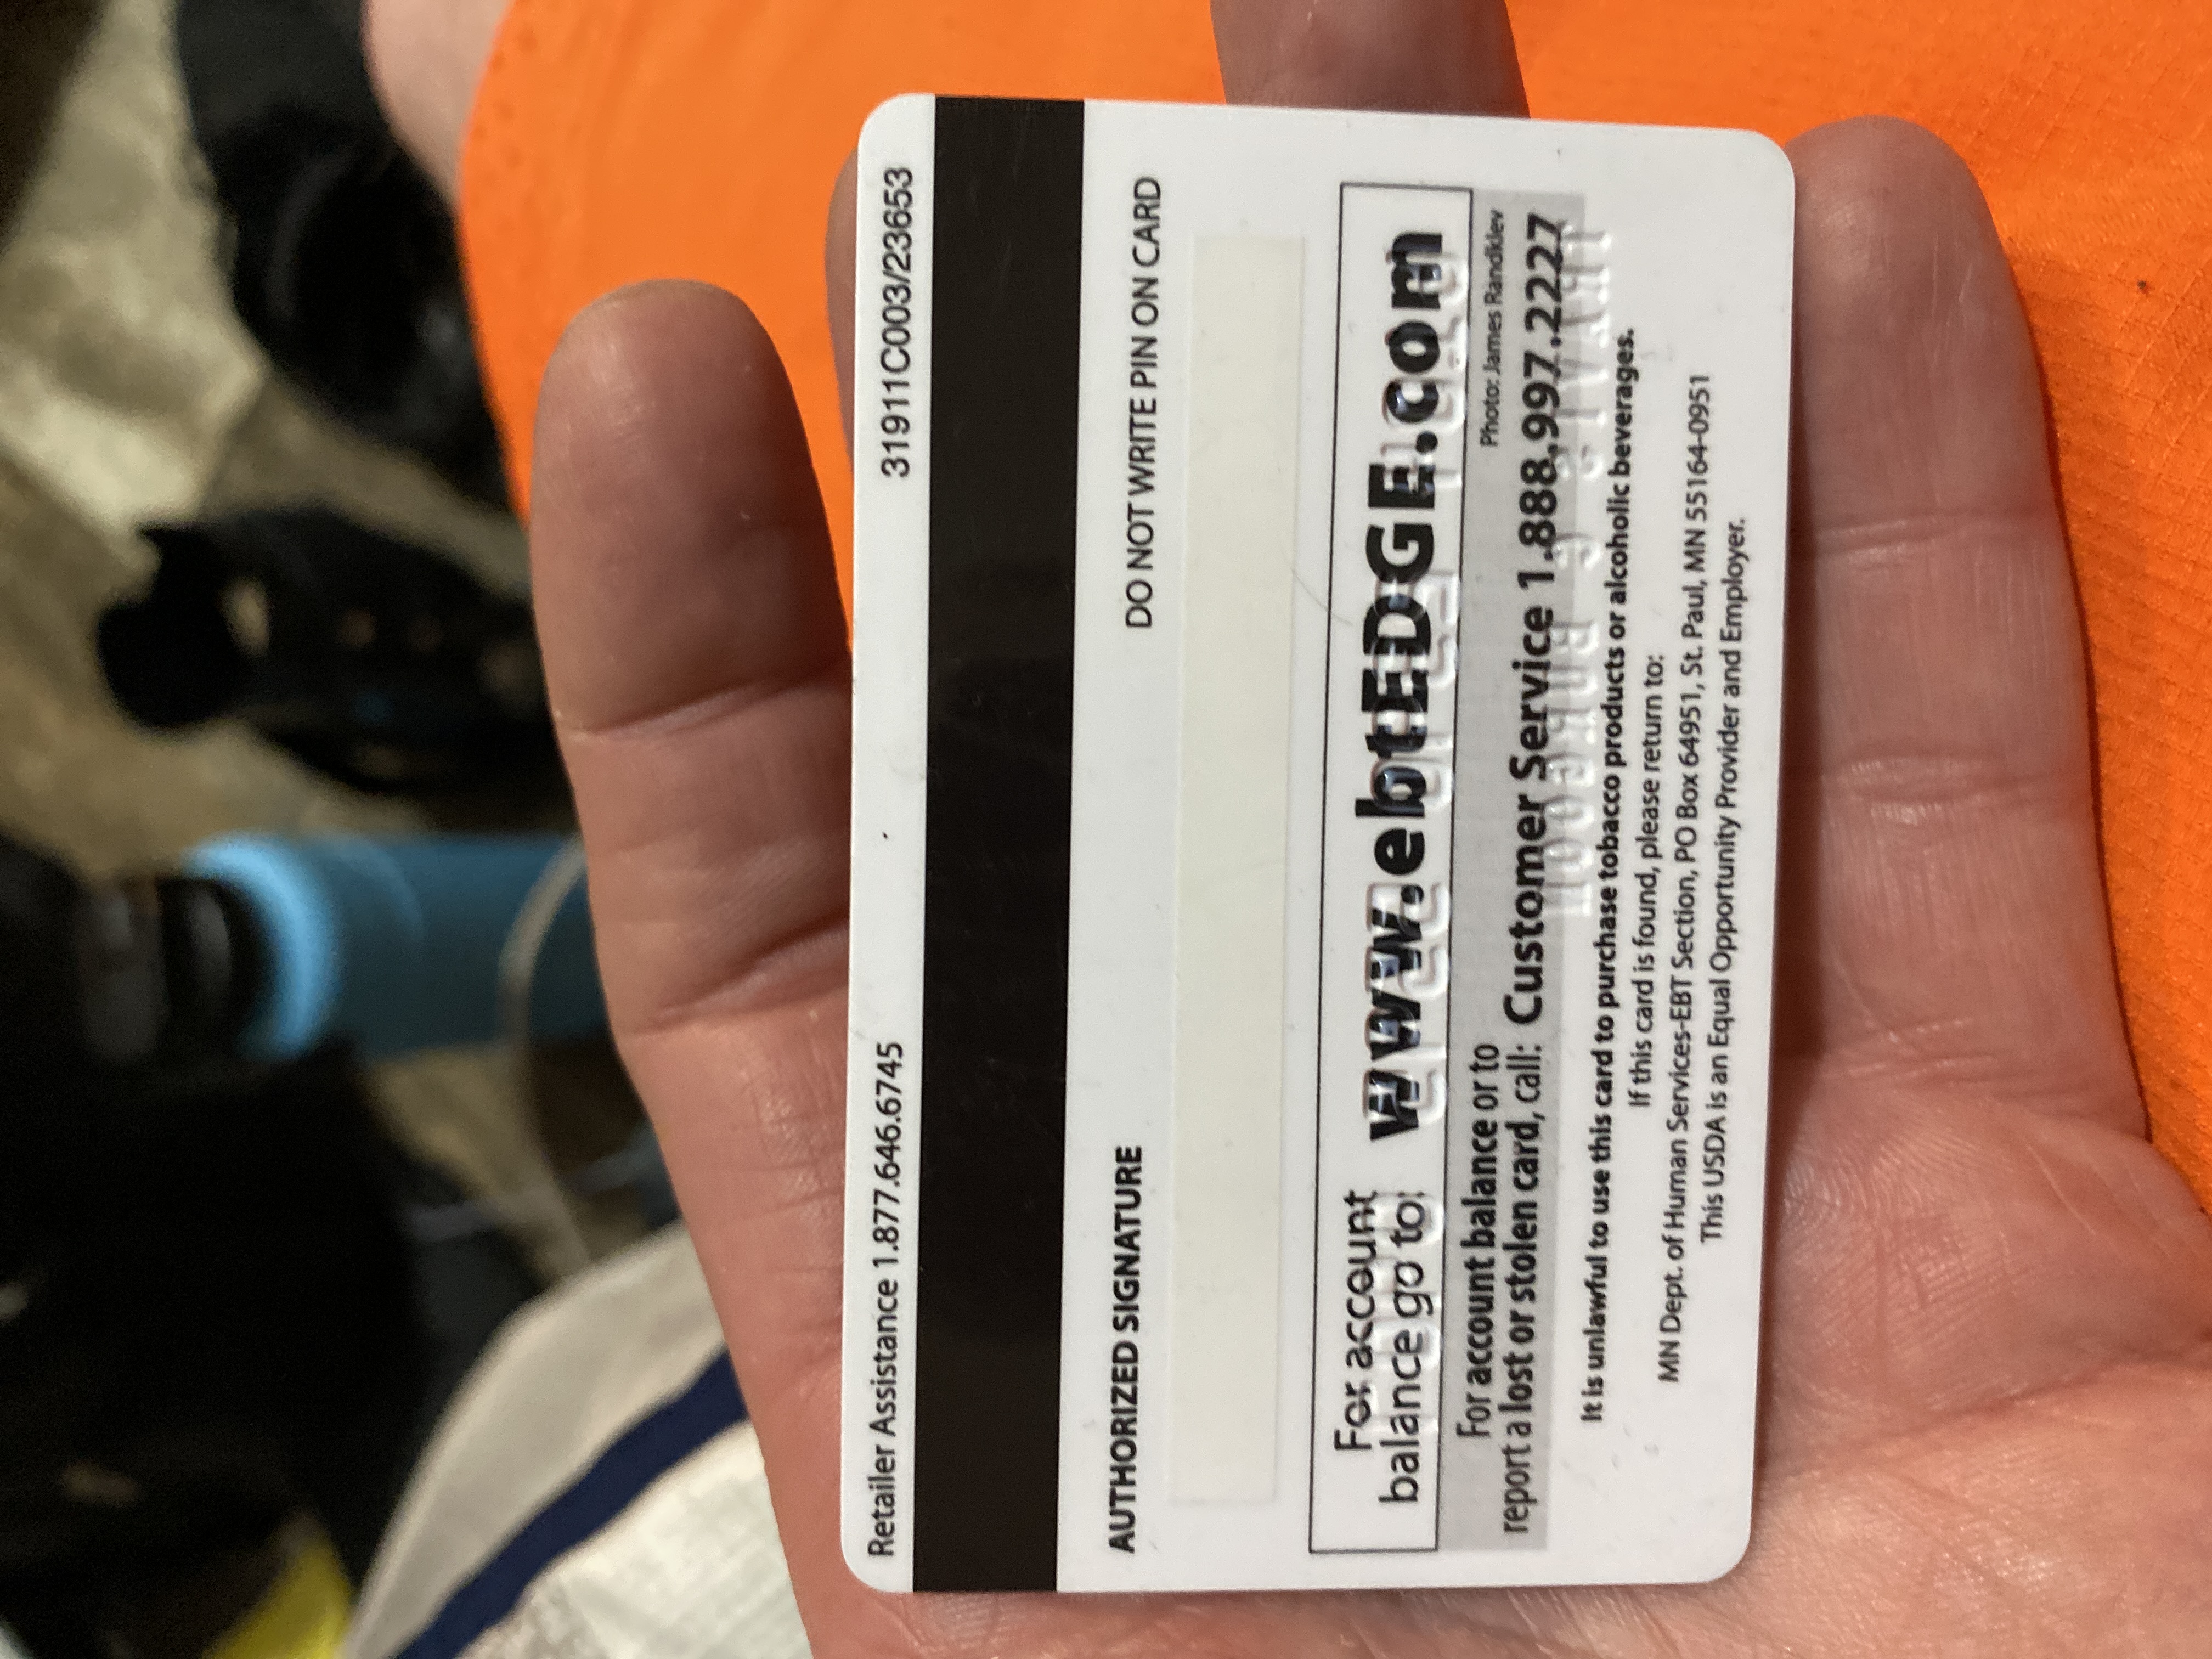 Retailer Assistance 1.877.646.6745 31911C003/23653
AUTHORIZED SIGNATURE DO NOT WRITE PIN ON CARD
For account
balance go to: www.ebtEDGE.com
Photo: James Randklev
For account balance or to
report a lost or stolen card, call: Customer Service 1.888.997.2227
It is unlawful to use this card to purchase tobacco products or alcoholic beverages.
If this card is found, please return to:
MN Dept. of Human Services-EBT Section, PO Box 64951, St. Paul, MN 55164-0951
This USDA is an Equal Opportunity Provider and Employer.